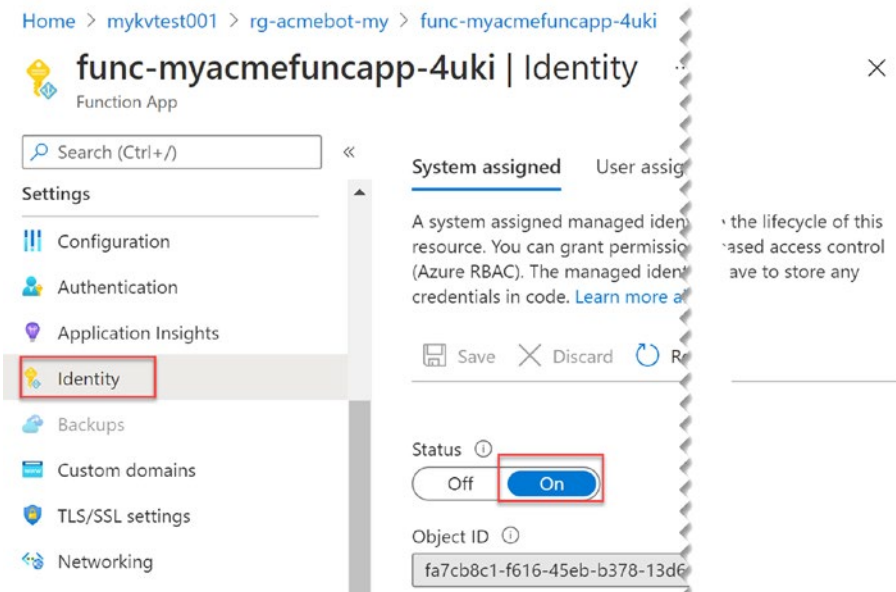 Home > mykvtest001 > rg-acmebot-my > func-myacmefuncapp-4uki
func-myacmefuncapp-4uki | Identity
Function App
Search (Ctrl+/)
Settings
Configuration
Authentication
Application Insights
Identity
Backups
Custom domains
TLS/SSL settings
Networking
System assigned User assig
A system assigned managed iden the lifecycle of this
resource. You can grant permissio ased access control
(Azure RBAC). The managed ident ave to store any
credentials in code. Learn more a
Save Discard R
Status
Off On
Object ID
fa7cb8c1-f616-45eb-b378-13d6